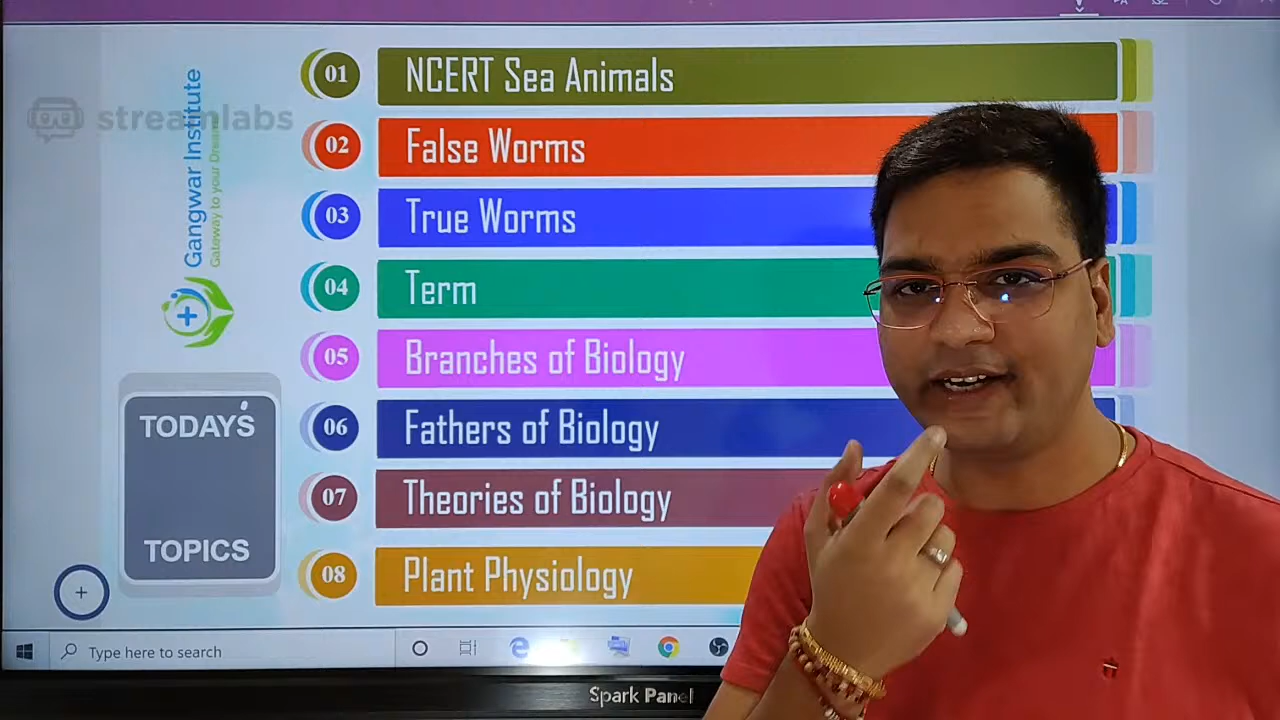 streamlabs
Gangwar Institute
Gateway to your Dream
01 NCERT Sea Animals
02 False Worms
03 True Worms
04 Term
05 Branches of Biology
06 Fathers of Biology
07 Theories of Biology
08 Plant Physiology
TODAY'S
TOPICS
Type here to search
Spark Panel